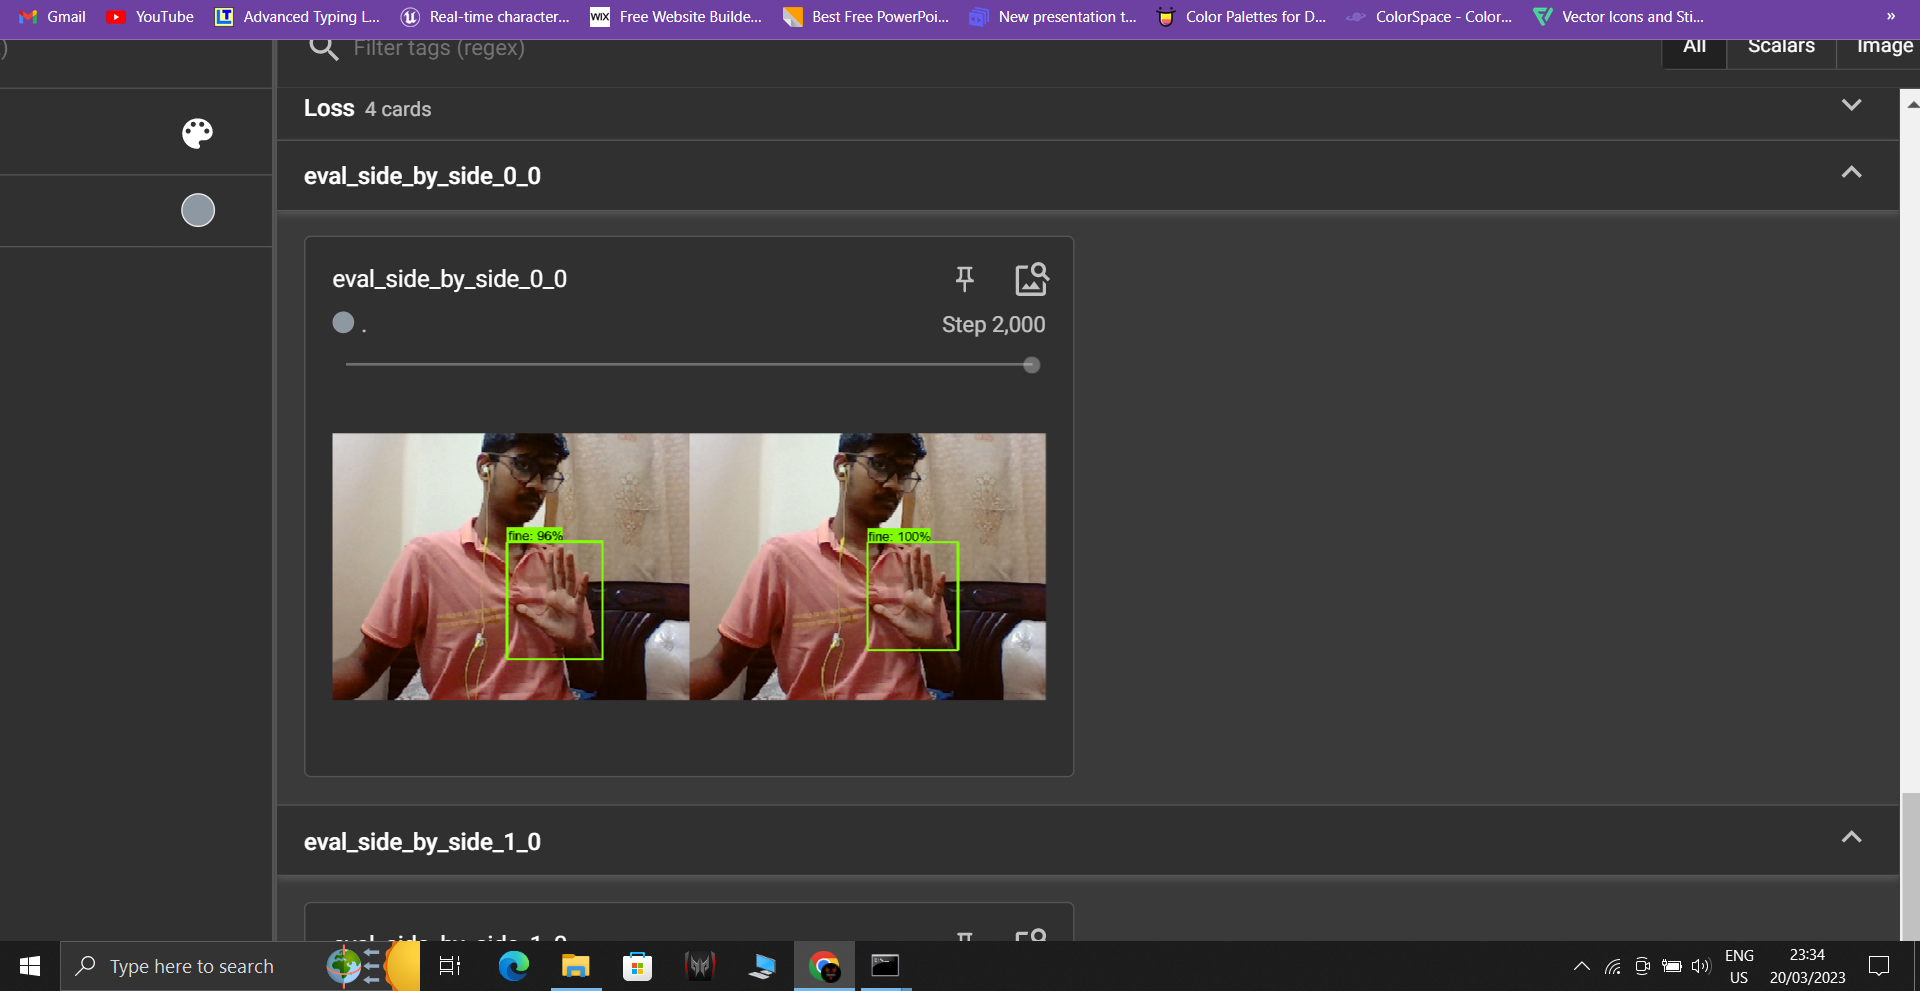 Gmail
YouTube
Advanced Typing L...
Real-time character...
WIX
Free Website Builde...
Best Free PowerPoi...
New presentation t...
Color Palettes for D...
ColorSpace - Color...
Vector Icons and Sti...
»
)
Filter tags (regex)
All
Scalars
Image
Loss 4 cards
eval_side_by_side_0_0
eval_side_by_side_0_0
.
Step 2,000
fine: 96%
fine: 100%
eval_side_by_side_1_0
eval_side_by_side_1_0
Type here to search
ENG
US
23:34
20/03/2023